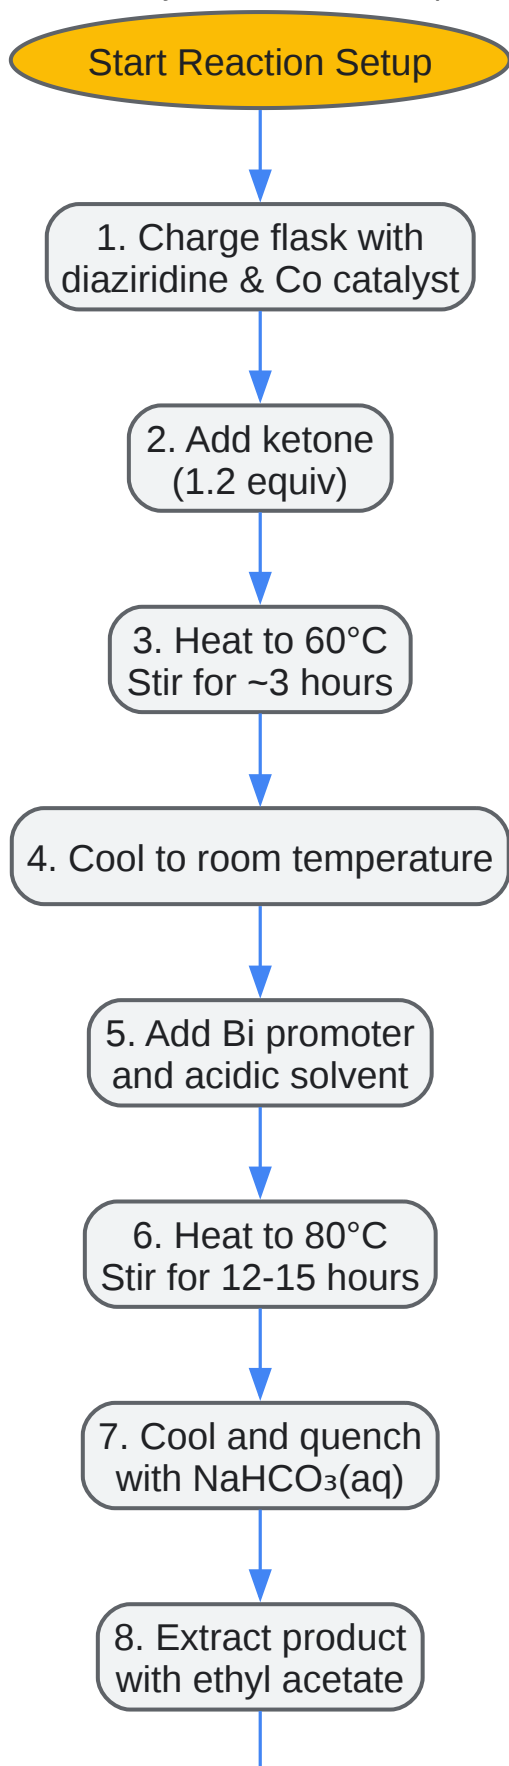 Start Reaction Setup
1. Charge flask with
diaziridine & Co catalyst
2. Add ketone
(1.2 equiv)
3. Heat to 60°C
Stir for ~3 hours
4. Cool to room temperature
5. Add Bi promoter
and acidic solvent
6. Heat to 80°C
Stir for 12-15 hours
7. Cool and quench
with NaHCO₃(aq)
8. Extract product
with ethyl acetate